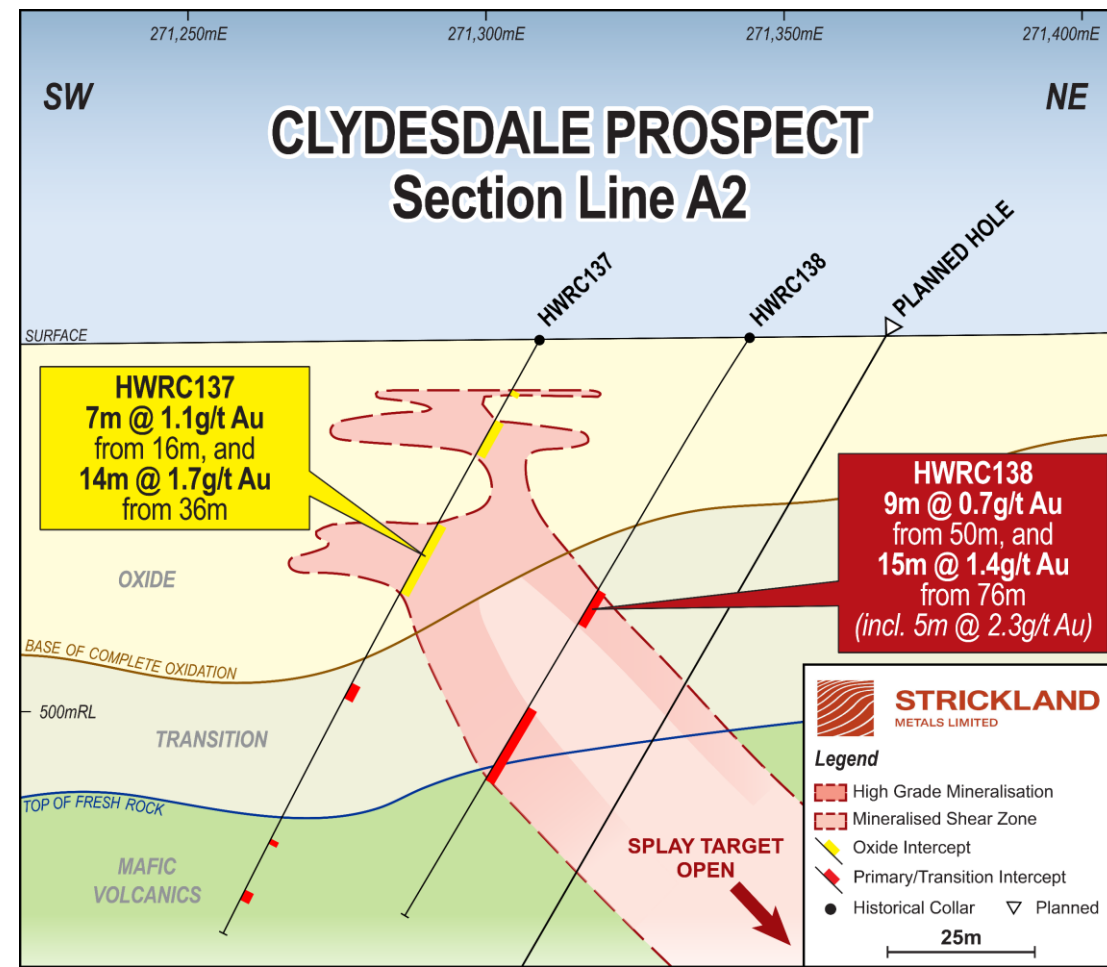 271,250mE
271,300mE
271,350mE
271,400mE
SW
NE
CLYDESDALE PROSPECT
Section Line A2
HWRC137
HWRC138
PLANNED HOLE
SURFACE
HWRC137
7m @ 1.1g/t Au
from 16m, and
14m @ 1.7g/t Au
from 36m
HWRC138
9m @ 0.7g/t Au
from 50m, and
15m @ 1.4g/t Au
from 76m
(incl. 5m @ 2.3g/t Au)
OXIDE
BASE OF COMPLETE OXIDATION
500mRL
TRANSITION
TOP OF FRESH ROCK
MAFIC
VOLCANICS
SPLAY TARGET
OPEN
STRICKLAND
METALS LIMITED
Legend
High Grade Mineralisation
Mineralised Shear Zone
Oxide Intercept
Primary/Transition Intercept
Historical Collar
Planned
25m